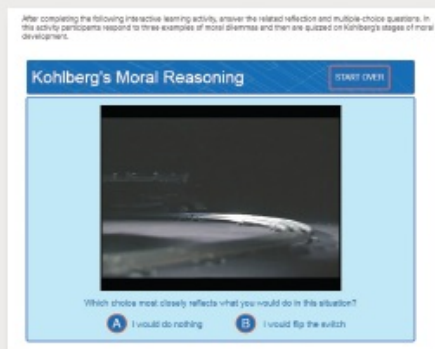 After completing the following interactive learning activity, answer the related reflection and multiple-choice questions. In
this activity participants respond to three examples of moral dilemmas and then are quizzed on Kohlberg's stages of moral
development.
Kohlberg's Moral Reasoning
START OVER
Which choice most closely reflects what you would do in this situation?
A I would do nothing
B I would flip the switch